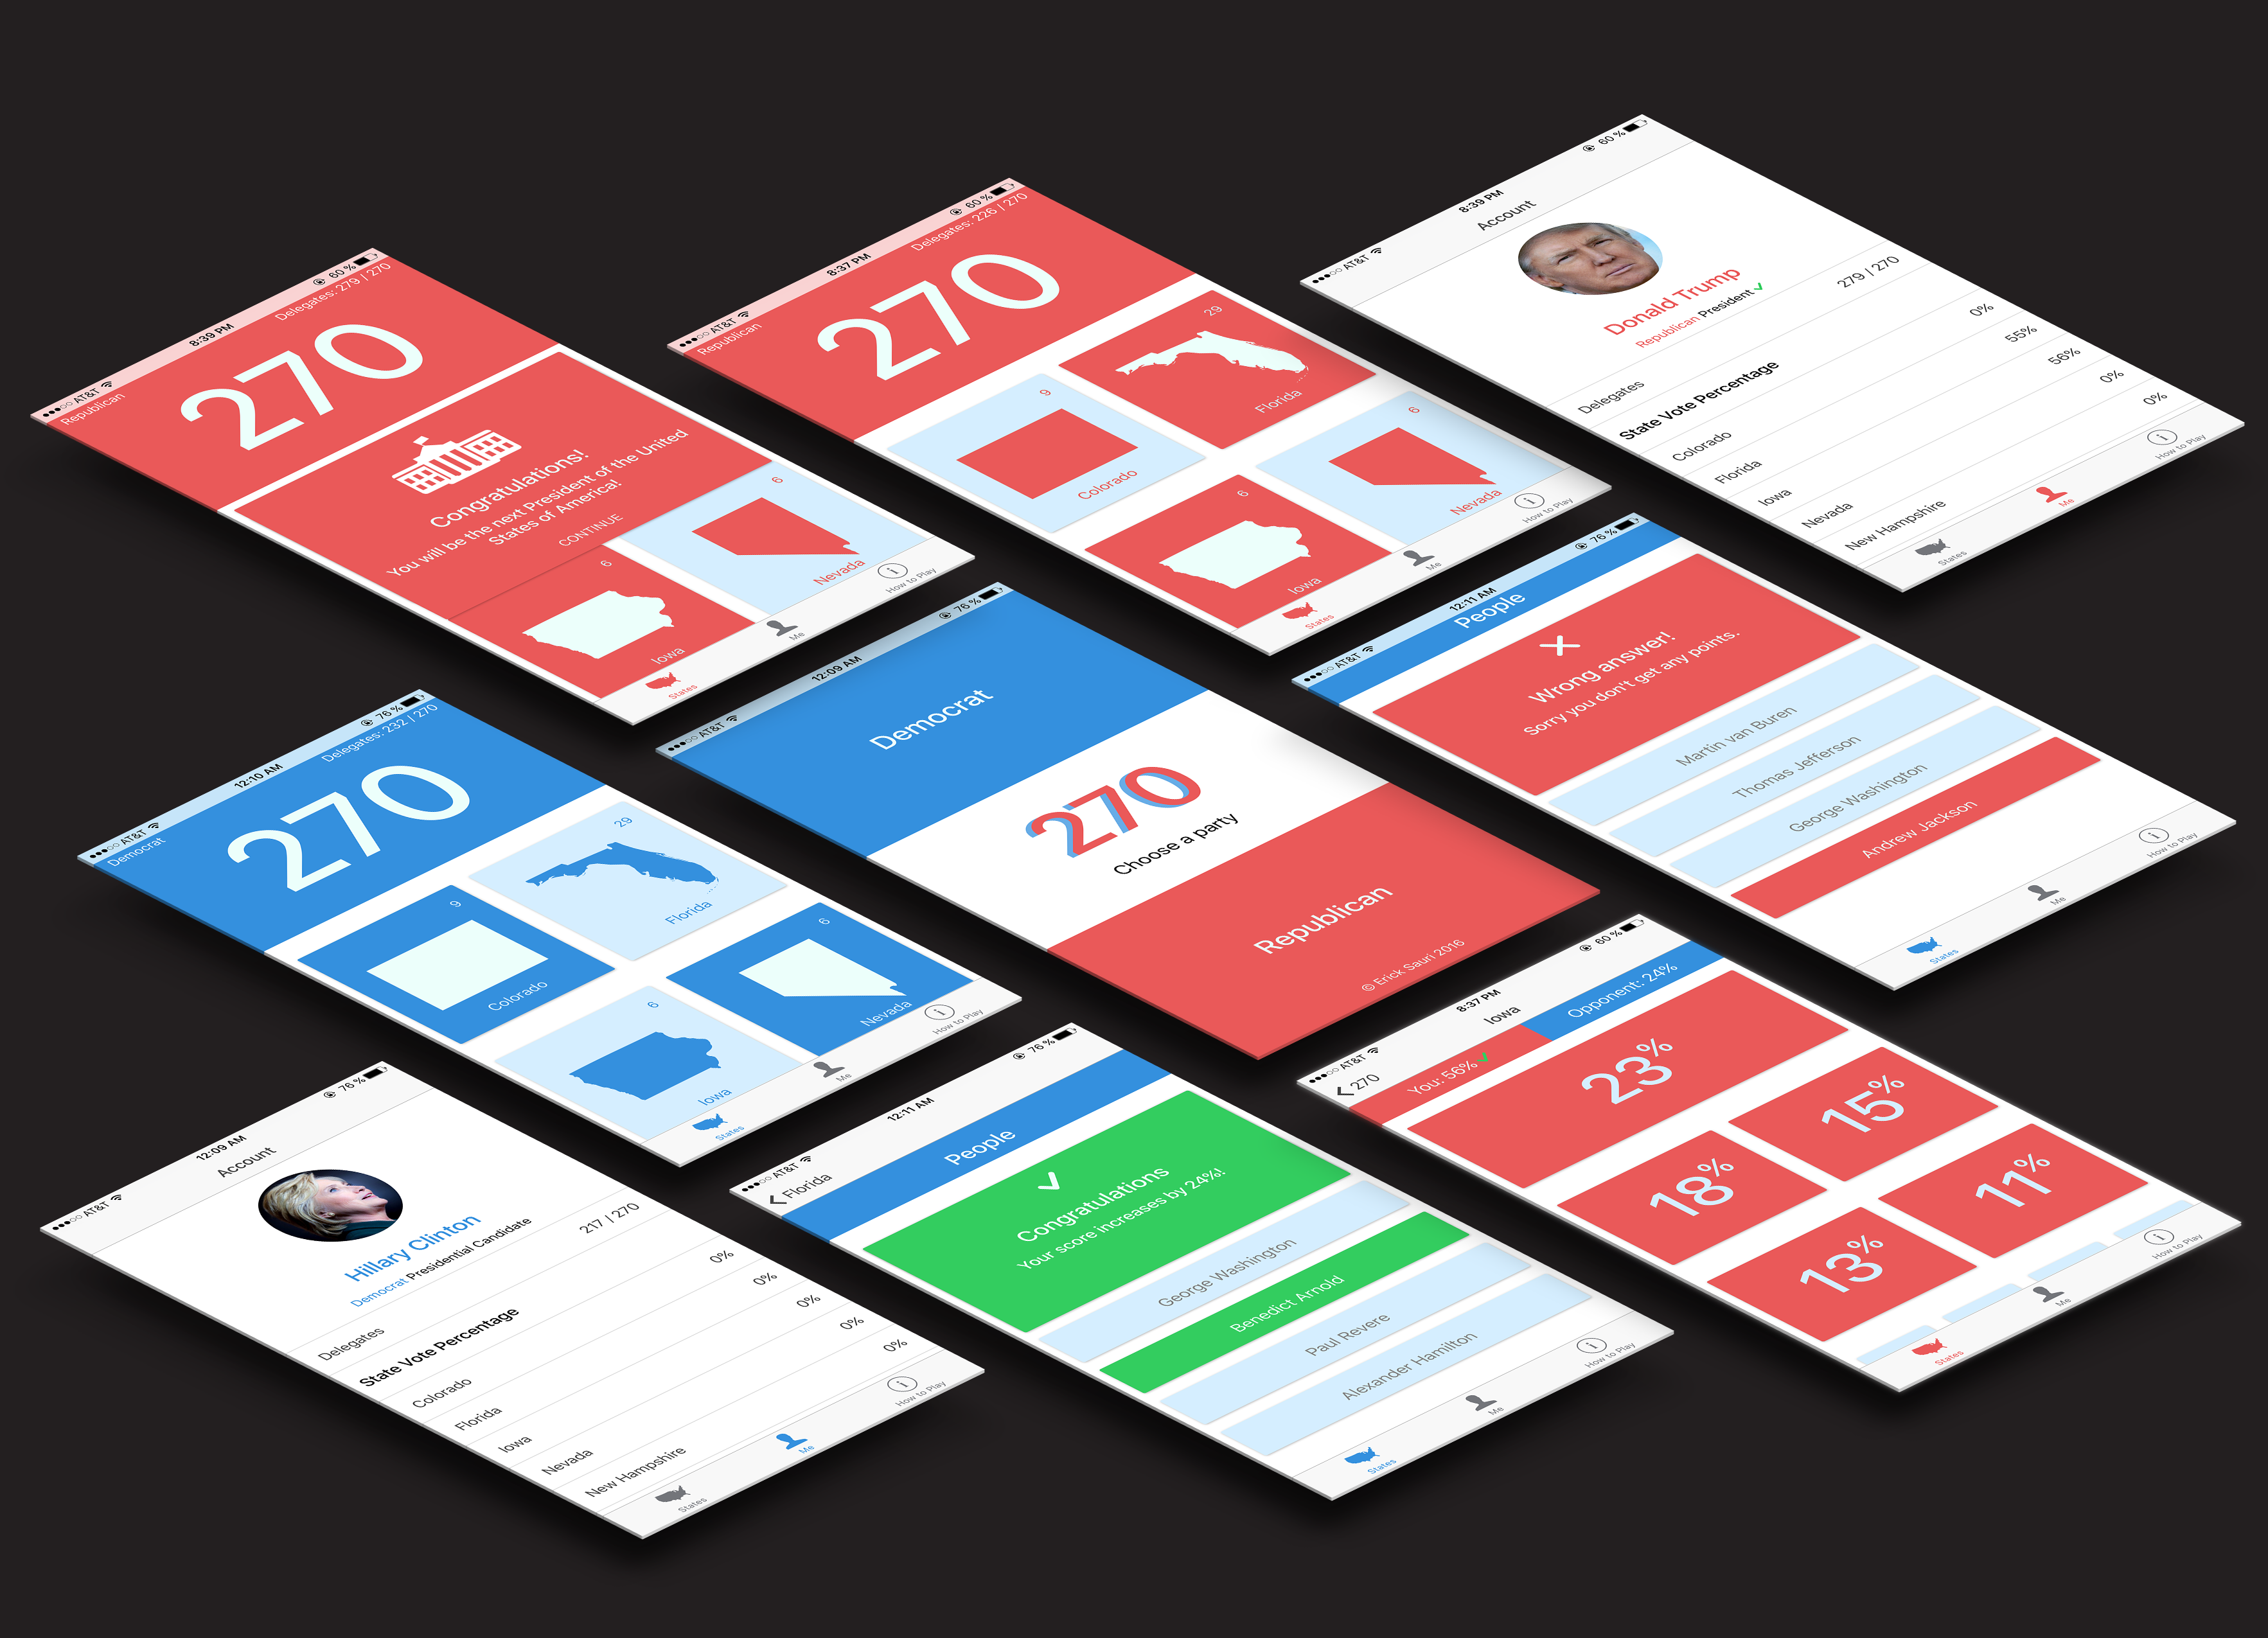 AT&T 8:39 PM 60 %
Republican Delegates: 279 / 270
270
Congratulations!
You will be the next President of the United
States of America!
CONTINUE
6
Iowa
6
Nevada
States
Me
How to Play
AT&T 8:37 PM 60 %
Republican Delegates: 226 / 270
270
9
Colorado
29
Florida
6
Iowa
6
Nevada
States
Me
How to Play
AT&T 8:39 PM 60 %
Account
Donald Trump
Republican President
Delegates 279 / 270
State Vote Percentage
Colorado 0%
Florida 55%
Iowa 56%
Nevada 0%
New Hampshire 0%
States
Me
How to Play
AT&T 12:10 AM 76 %
Democrat Delegates: 232 / 270
270
9
Colorado
29
Florida
6
Iowa
6
Nevada
States
Me
How to Play
AT&T 12:09 AM 76 %
Democrat
270
Choose a party
Republican
© Erick Sauri 2016
AT&T 12:11 AM 76 %
People
Wrong answer!
Sorry you don't get any points.
Martin van Buren
Thomas Jefferson
George Washington
Andrew Jackson
States
Me
How to Play
AT&T 12:09 AM 76 %
Account
Hillary Clinton
Democrat Presidential Candidate
Delegates 217 / 270
State Vote Percentage
Colorado 0%
Florida 0%
Iowa 0%
Nevada 0%
New Hampshire 0%
States
Me
How to Play
AT&T 12:11 AM 76 %
Florida
People
Congratulations
Your score increases by 24%!
George Washington
Benedict Arnold
Paul Revere
Alexander Hamilton
States
Me
How to Play
AT&T 8:37 PM 60 %
270 Iowa
You: 56% Opponent: 24%
23%
18%
15%
13%
11%
States
Me
How to Play